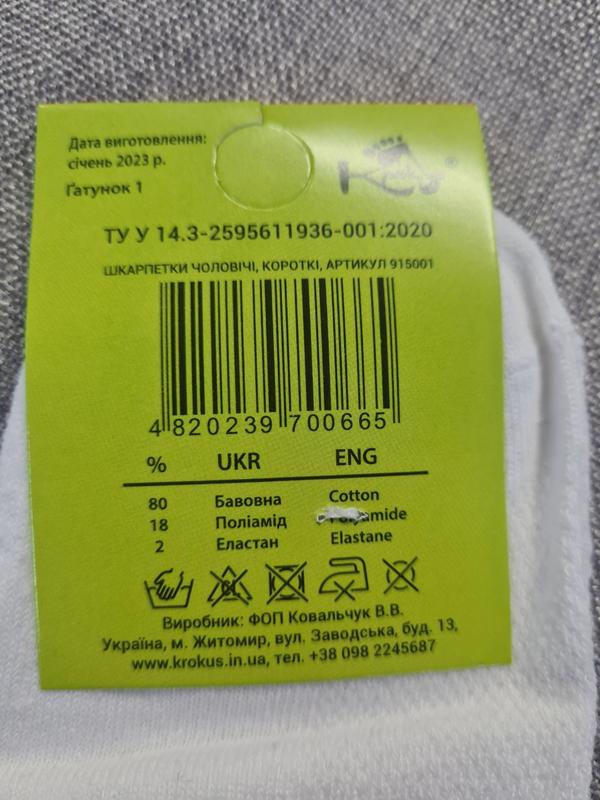 Дата виготовлення:
січень 2023 р.
Ґатунок 1
®
ТУ У 14.3-2595611936-001:2020
ШКАРПЕТКИ ЧОЛОВІЧІ, КОРОТКІ, АРТИКУЛ 915001
4 820239 700665
% UKR ENG
80 Бавовна Cotton
18 Поліамід Polyamide
2 Еластан Elastane
CL
Виробник: ФОП Ковальчук В.В.
Україна, м. Житомир, вул. Заводська, буд. 13,
www.krokus.in.ua, тел. +38 098 2245687